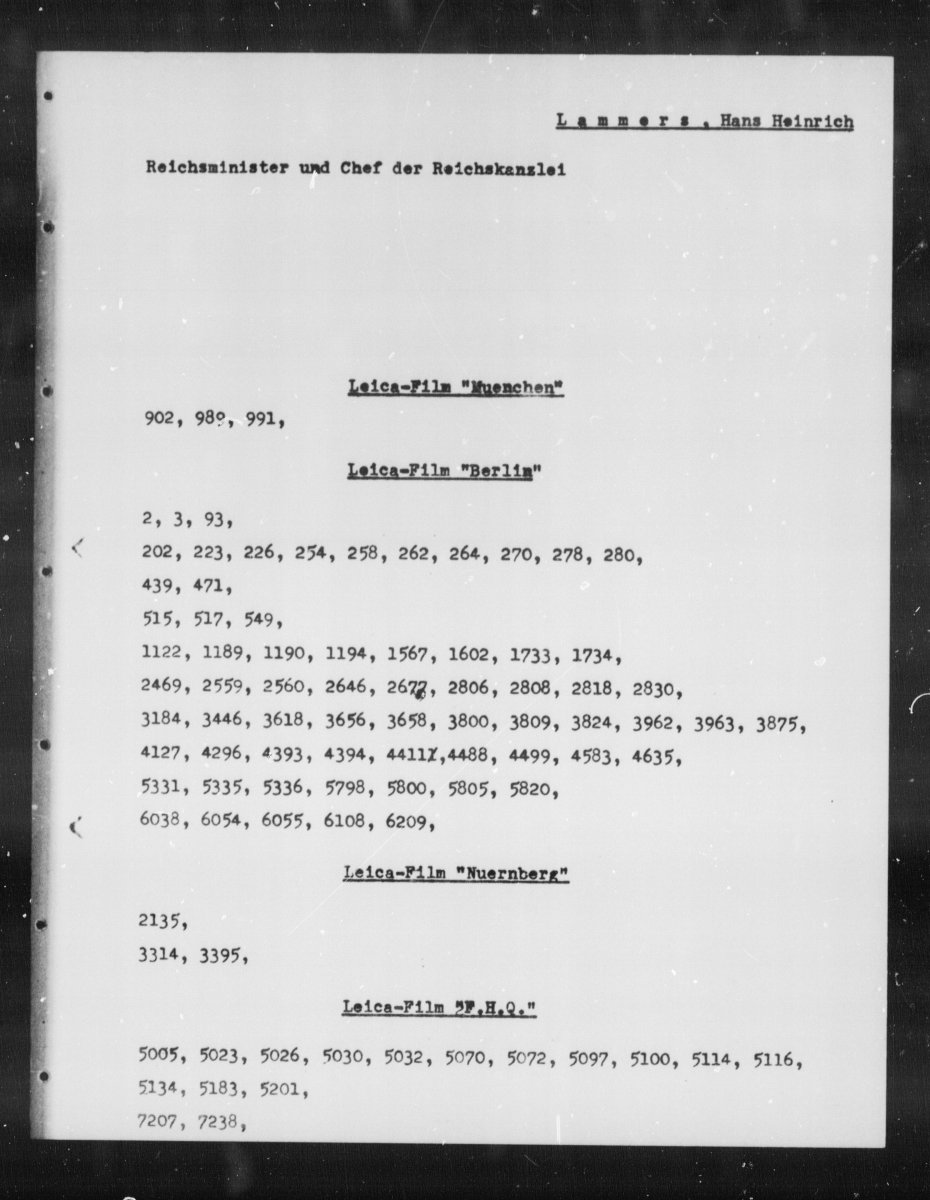 L a m m e r s , Hans Heinrich
Reichsminister und Chef der Reichskanzlei
Leica-Film "Muenchen"
902, 989, 991,
Leica-Film "Berlin"
2, 3, 93,
202, 223, 226, 254, 258, 262, 264, 270, 278, 280,
439, 471,
515, 517, 549,
1122, 1189, 1190, 1194, 1567, 1602, 1733, 1734,
2469, 2559, 2560, 2646, 2677, 2806, 2808, 2818, 2830,
3184, 3446, 3618, 3656, 3658, 3800, 3809, 3824, 3962, 3963, 3875,
4127, 4296, 4393, 4394, 4411, 4488, 4499, 4583, 4635,
5331, 5335, 5336, 5798, 5800, 5805, 5820,
6038, 6054, 6055, 6108, 6209,
Leica-Film "Nuernberg"
2135,
3314, 3395,
Leica-Film "F.H.Q."
5005, 5023, 5026, 5030, 5032, 5070, 5072, 5097, 5100, 5114, 5116,
5134, 5183, 5201,
7207, 7238,